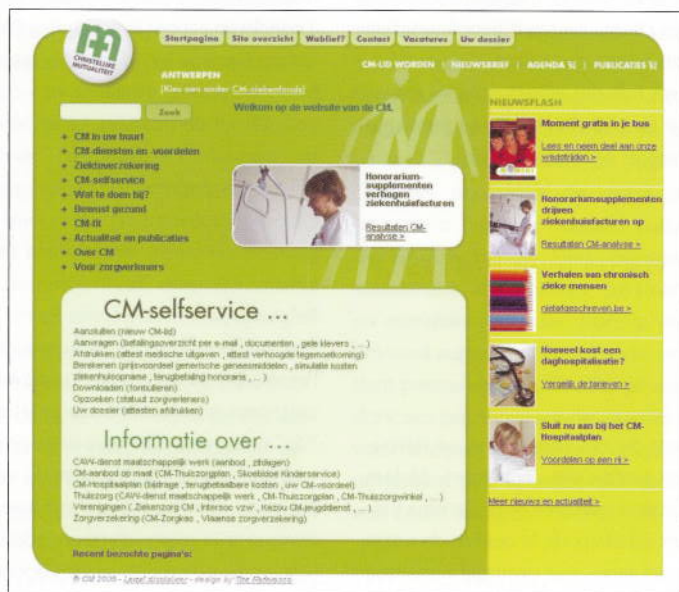 CHRISTELIJKE
MUTUALITEIT
Startpagina
Site overzicht
Weblief?
Contact
Vacatures
Uw dossier
CM-LID WORDEN | NIEUWSBRIEF | AGENDA | PUBLICATIES
ANTWERPEN
[Kies een ander CM-ziekenfonds]
Zoek
Welkom op de website van de CM.
+ CM in uw buurt
+ CM-diensten en -voordelen
+ Ziekteverzekering
+ CM-selfservice
+ Wat te doen bij?
+ Bewust gezond
+ CM-fit
+ Actualiteit en publicaties
+ Over CM
+ Voor zorgverleners
Honorarium-
supplementen
verhogen
ziekenhuisfacturen
Resultaten CM-
analyse >
CM-selfservice ...
Aansluiten (nieuw CM-lid)
Aanvragen (betalingsoverzicht per e-mail , documenten , gele klevers , ... )
Afdrukken (attest medische uitgaven , attest verhoogde tegemoetkoming)
Berekenen (prijsvoordeel generische geneesmiddelen , simulatie kosten
ziekenhuisopname , terugbetaling honoraria , ... )
Downloaden (formulieren)
Opzoeken (statuut zorgverleners)
Uw dossier (attesten afdrukken)
Informatie over ...
CAW-dienst maatschappelijk werk (aanbod , zitdagen)
CM-aanbod op maat (CM-Thuiszorgplan , Skoebidoe Kinderservice)
CM-Hospitaalplan (bijdrage , terugbetaalbare kosten , uw CM-voordeel)
Thuiszorg (CAW-dienst maatschappelijk werk , CM-Thuiszorgplan , CM-Thuiszorgwinkel , ... )
Verenigingen ( Ziekenzorg CM , Intersoc vzw , Kazou CM-jeugddienst , ... )
Zorgverzekering (CM-Zorgkas , Vlaamse zorgverzekering)
Recent bezochte pagina's:
NIEUWSFLASH
Moment gratis in je bus
Lees en neem deel aan onze
wedstrijden >
Honorariumsupplementen
drijven
ziekenhuisfacturen op
Resultaten CM-analyse >
Verhalen van chronisch
zieke mensen
nietafgeschreven.be >
Hoeveel kost een
daghospitalisatie?
Vergelijk de tarieven >
Sluit nu aan bij het CM-
Hospitaalplan
Voordelen op een rij >
Meer nieuws en actualiteit >
© CM 2008 - Legal disclaimer - design by